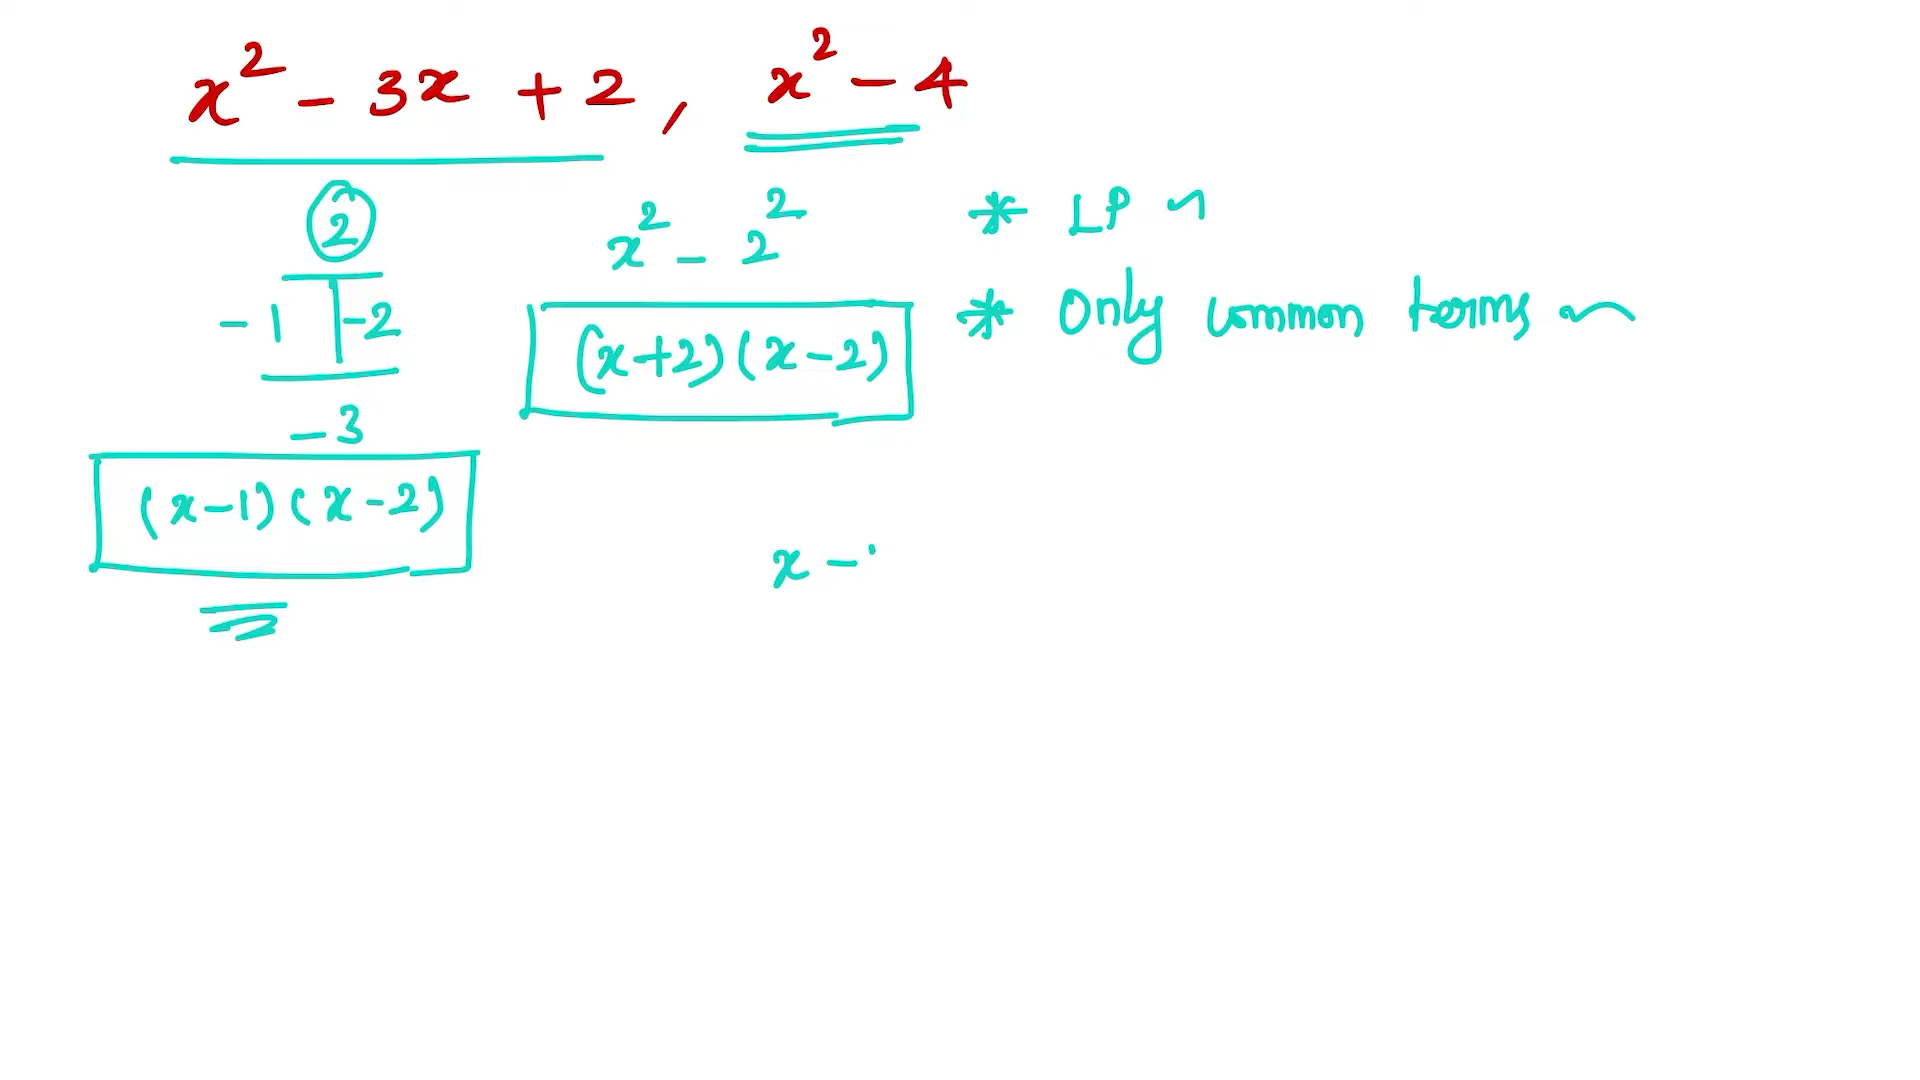 x² - 3x + 2, x² - 4
2
-1 | -2
-3
(x-1)(x-2)
x² - 2²
(x+2)(x-2)
* LP
* Only common terms
x -